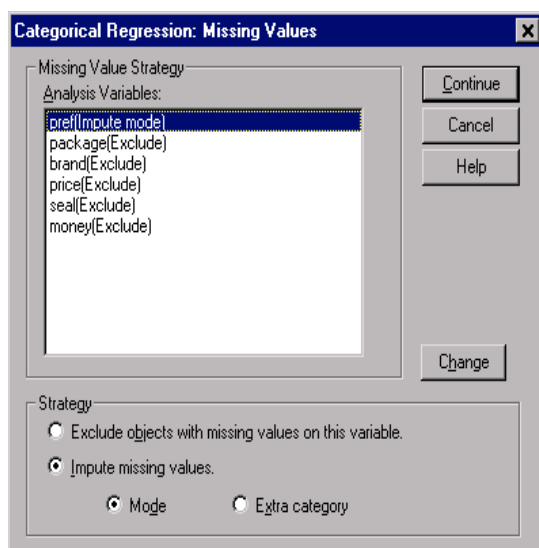 Categorical Regression: Missing Values
Missing Value Strategy
Analysis Variables:
pref(Impute mode)
package(Exclude)
brand(Exclude)
price(Exclude)
seal(Exclude)
money(Exclude)
Continue
Cancel
Help
Change
Strategy
Exclude objects with missing values on this variable.
Impute missing values.
Mode
Extra category